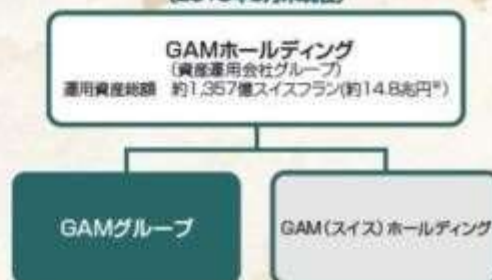 GAMホールディング
(資産運用会社グループ)
運用資産総額 約1,357億スイスフラン(約14.8兆円*)
GAMグループ
GAM(スイス)ホールディング